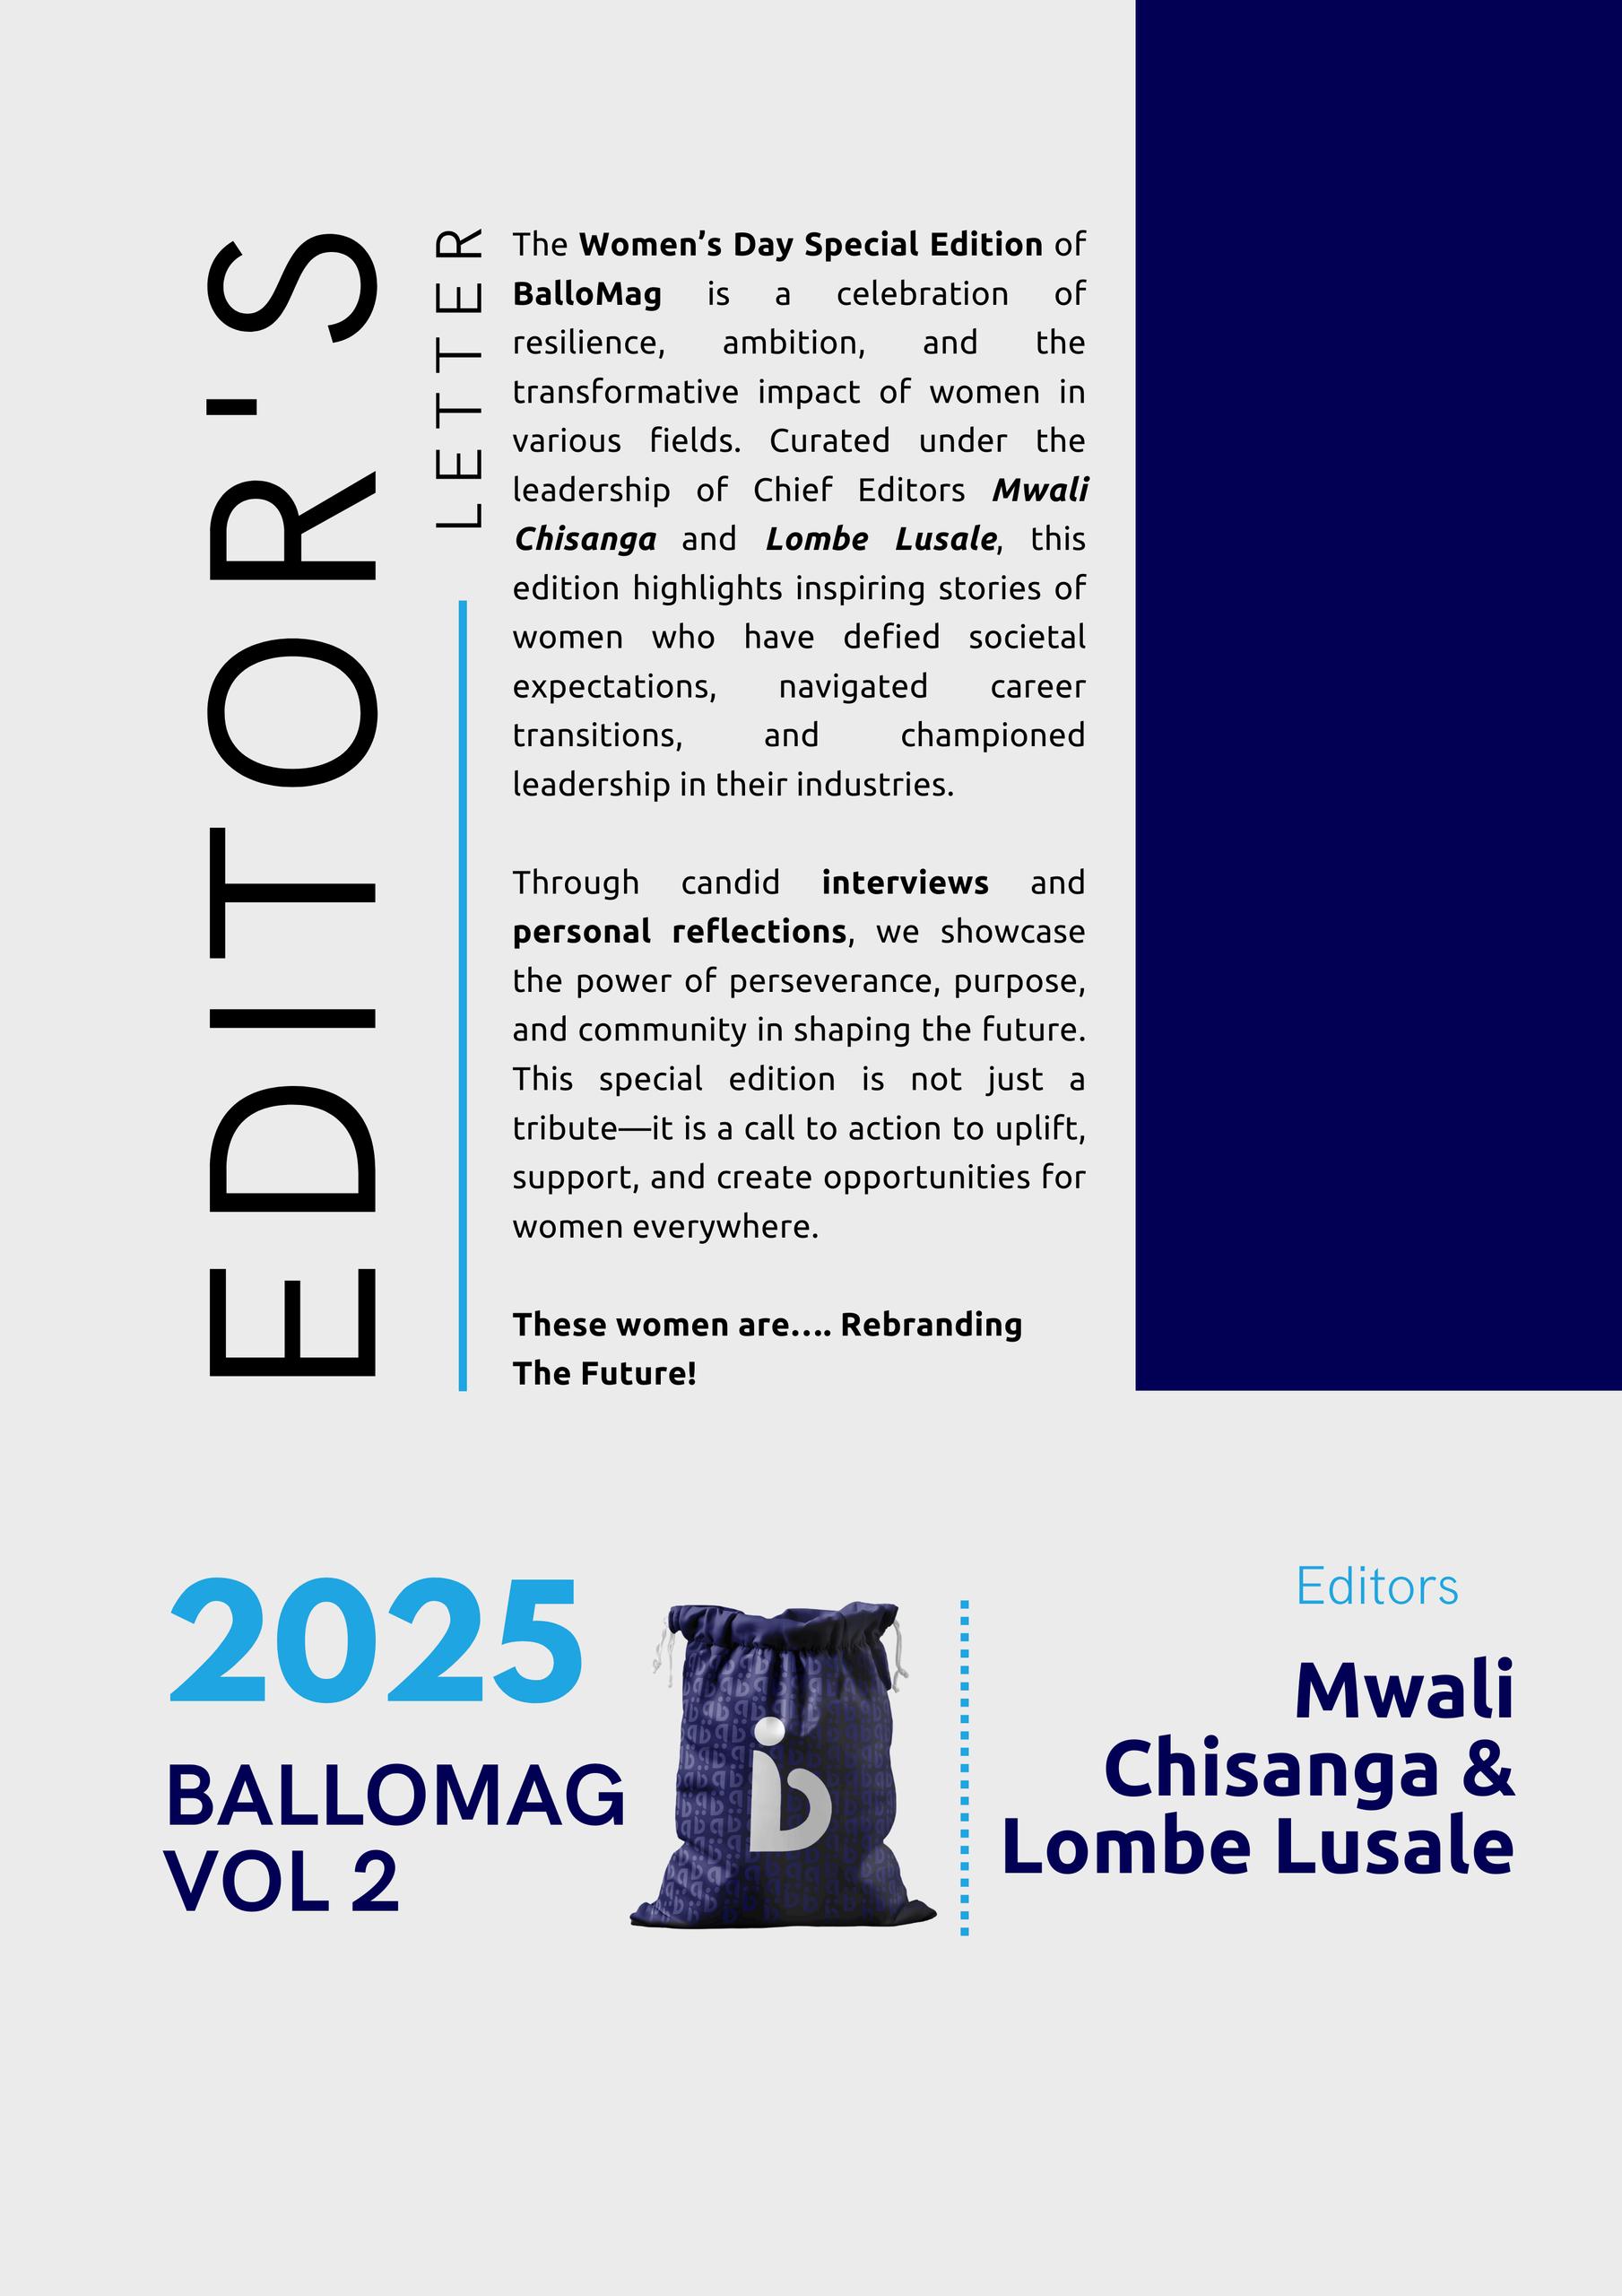 EDITOR'S
LETTER
The Women’s Day Special Edition of
BalloMag is a celebration of
resilience, ambition, and the
transformative impact of women in
various fields. Curated under the
leadership of Chief Editors Mwali
Chisanga and Lombe Lusale, this
edition highlights inspiring stories of
women who have defied societal
expectations, navigated career
transitions, and championed
leadership in their industries.
Through candid interviews and
personal reflections, we showcase
the power of perseverance, purpose,
and community in shaping the future.
This special edition is not just a
tribute—it is a call to action to uplift,
support, and create opportunities for
women everywhere.
These women are.... Rebranding
The Future!
2025
BALLOMAG
VOL 2
Editors
Mwali
Chisanga &
Lombe Lusale